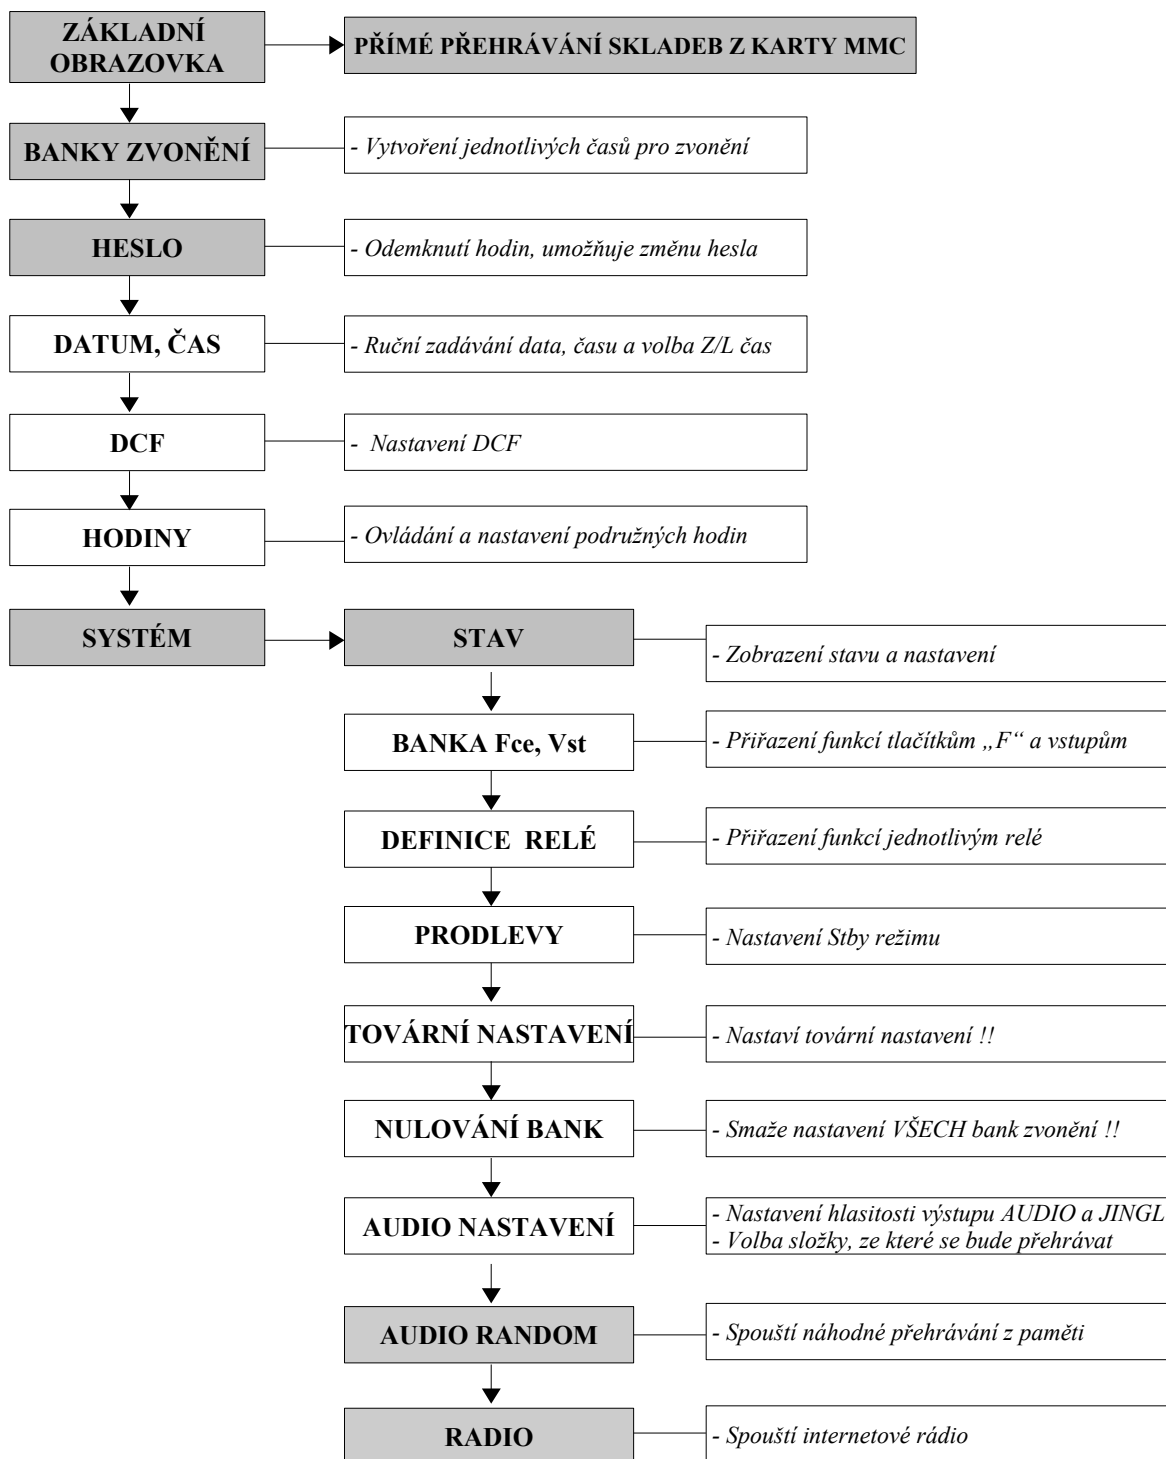 ZÁKLADNÍ
OBRAZOVKA
PŘÍMÉ PŘEHRÁVÁNÍ SKLADEB Z KARTY MMC
BANKY ZVONĚNÍ
- Vytvoření jednotlivých časů pro zvonění
HESLO
- Odemknutí hodin, umožňuje změnu hesla
DATUM, ČAS
- Ruční zadávání data, času a volba Z/L čas
DCF
- Nastavení DCF
HODINY
- Ovládání a nastavení podružných hodin
SYSTÉM
STAV
- Zobrazení stavu a nastavení
BANKA Fce, Vst
- Přiřazení funkcí tlačítkům „F“ a vstupům
DEFINICE RELÉ
- Přiřazení funkcí jednotlivým relé
PRODLEVY
- Nastavení Stby režimu
TOVÁRNÍ NASTAVENÍ
- Nastaví tovární nastavení !!
NULOVÁNÍ BANK
- Smaže nastavení VŠECH bank zvonění !!
AUDIO NASTAVENÍ
- Nastavení hlasitosti výstupu AUDIO a JINGL
- Volba složky, ze které se bude přehrávat
AUDIO RANDOM
- Spouští náhodné přehrávání z paměti
RADIO
- Spouští internetové rádio